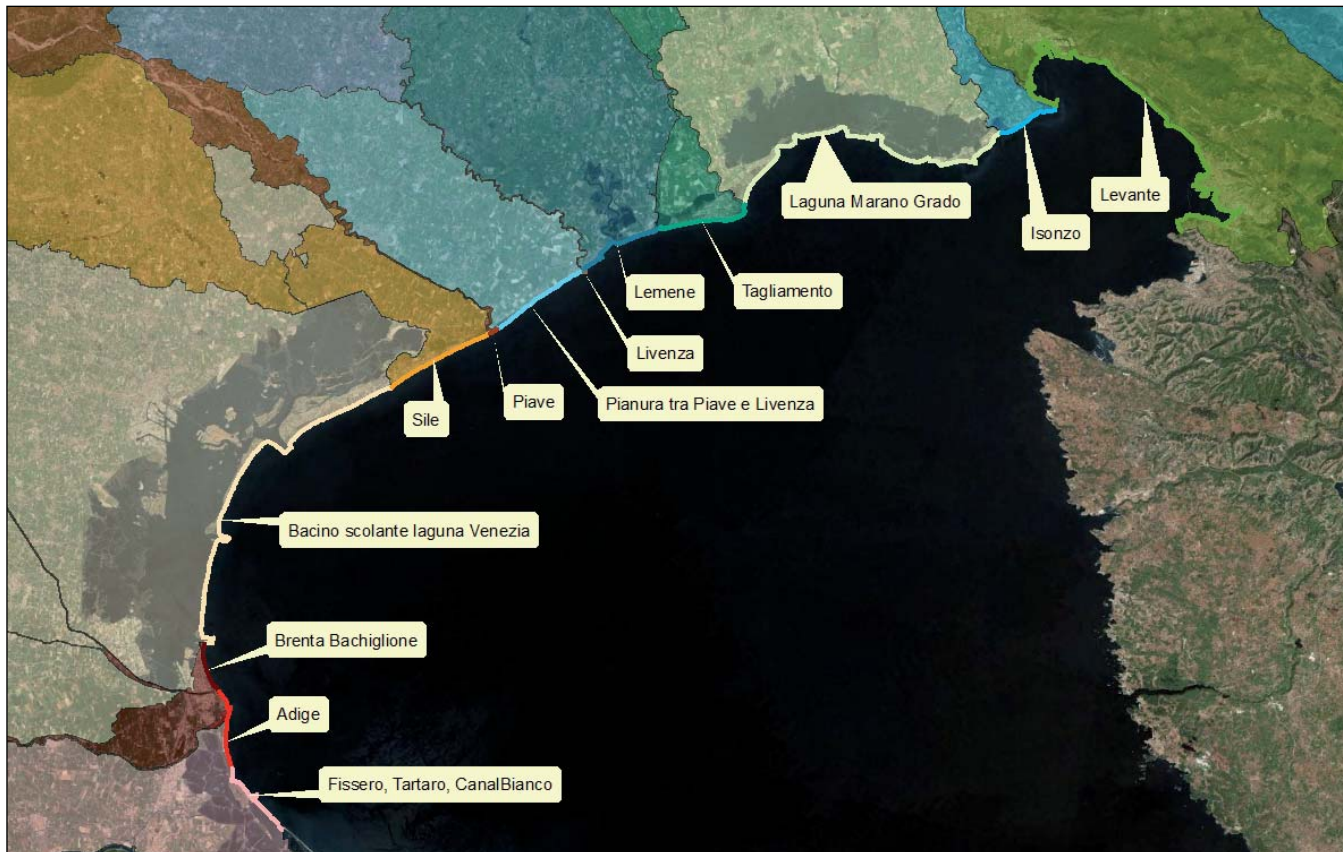 Laguna Marano Grado
Levante
Isonzo
Lemene
Tagliamento
Livenza
Piave
Pianura tra Piave e Livenza
Sile
Bacino scolante laguna Venezia
Brenta Bachiglione
Adige
Fissero, Tartaro, CanalBianco